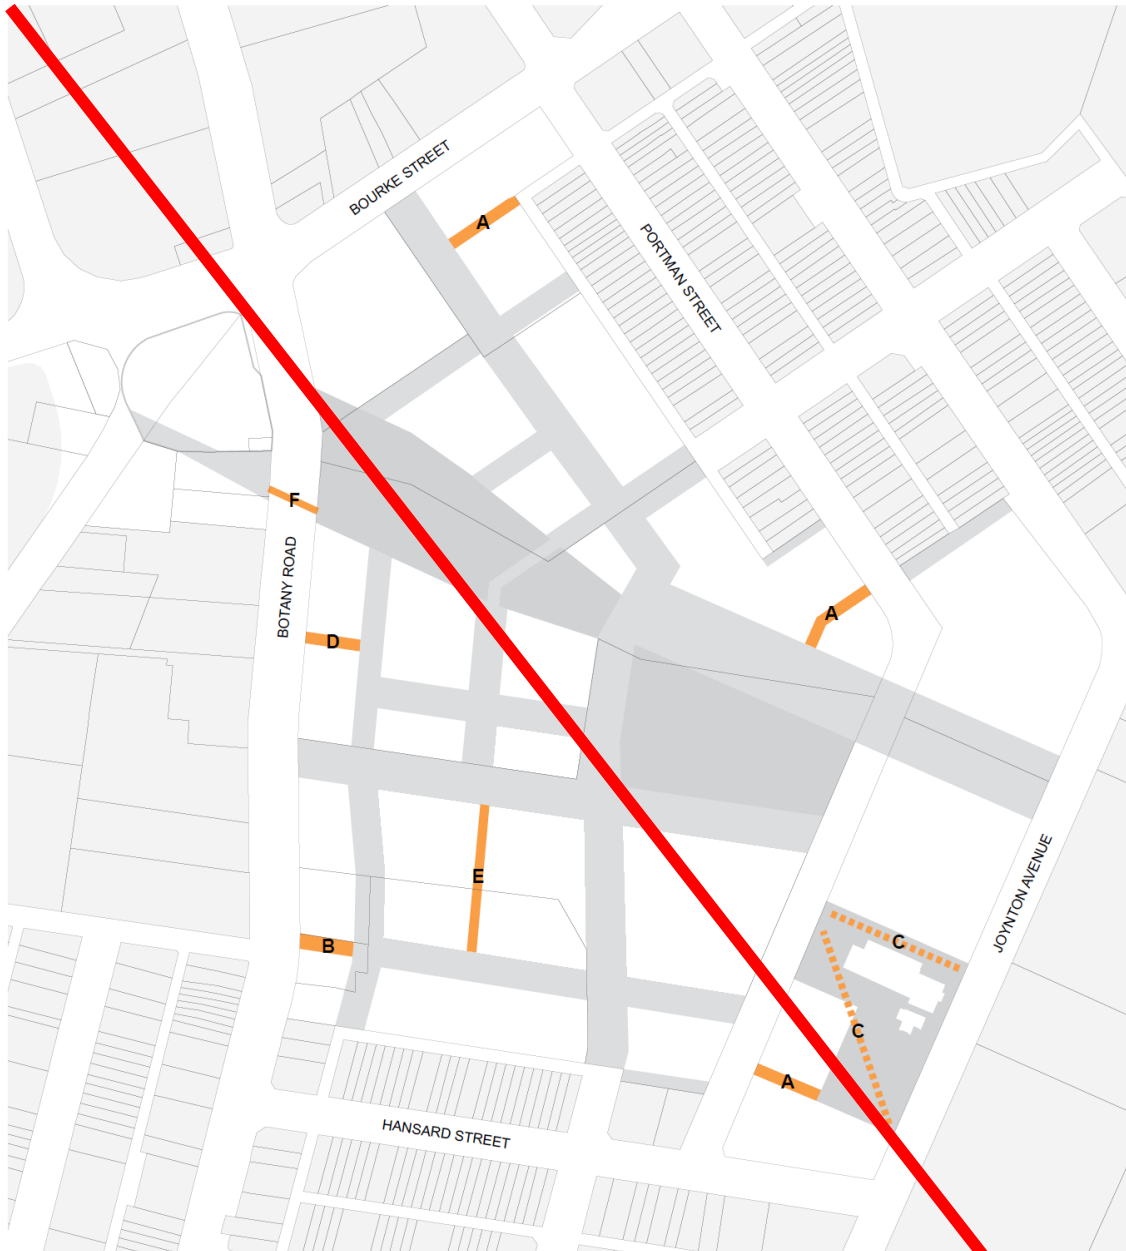 BOURKE STREET
A
PORTMAN STREET
F
BOTANY ROAD
A
D
E
JOYNTON AVENUE
C
B
C
A
HANSARD STREET